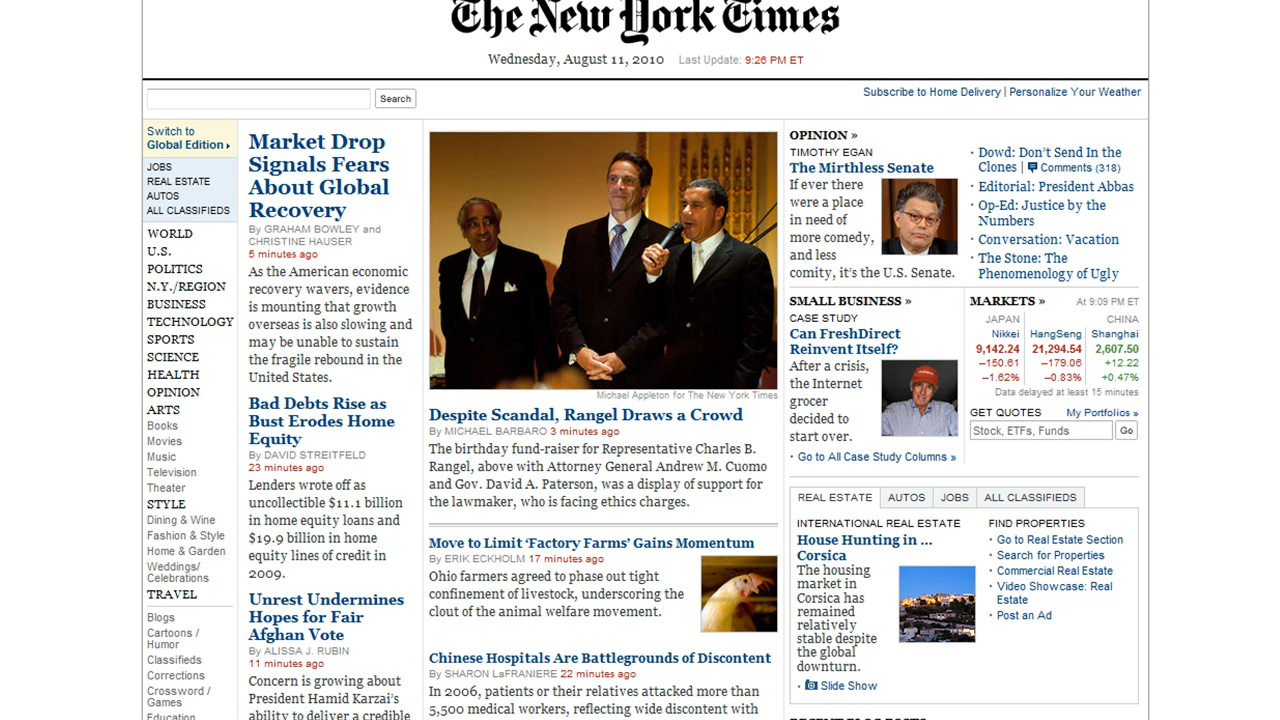 The New York Times
Wednesday, August 11, 2010 Last Update: 9:26 PM ET
Search
Subscribe to Home Delivery | Personalize Your Weather
Switch to
Global Edition
JOBS
REAL ESTATE
AUTOS
ALL CLASSIFIEDS
WORLD
U.S.
POLITICS
N.Y./REGION
BUSINESS
TECHNOLOGY
SPORTS
SCIENCE
HEALTH
OPINION
ARTS
Books
Movies
Music
Television
Theater
STYLE
Dining & Wine
Fashion & Style
Home & Garden
Weddings/
Celebrations
TRAVEL
Blogs
Cartoons /
Humor
Classifieds
Corrections
Crossword /
Games
Education
Market Drop
Signals Fears
About Global
Recovery
By GRAHAM BOWLEY and
CHRISTINE HAUSER
5 minutes ago
As the American economic
recovery wavers, evidence
is mounting that growth
overseas is also slowing and
may be unable to sustain
the fragile rebound in the
United States.
Bad Debts Rise as
Bust Erodes Home
Equity
By DAVID STREITFELD
23 minutes ago
Lenders wrote off as
uncollectible $11.1 billion
in home equity loans and
$19.9 billion in home
equity lines of credit in
2009.
Unrest Undermines
Hopes for Fair
Afghan Vote
By ALISSA J. RUBIN
11 minutes ago
Concern is growing about
President Hamid Karzai's
ability to deliver a credible
Michael Appleton for The New York Times
Despite Scandal, Rangel Draws a Crowd
By MICHAEL BARBARO 3 minutes ago
The birthday fund-raiser for Representative Charles B.
Rangel, above with Attorney General Andrew M. Cuomo
and Gov. David A. Paterson, was a display of support for
the lawmaker, who is facing ethics charges.
Move to Limit 'Factory Farms' Gains Momentum
By ERIK ECKHOLM 17 minutes ago
Ohio farmers agreed to phase out tight
confinement of livestock, underscoring the
clout of the animal welfare movement.
Chinese Hospitals Are Battlegrounds of Discontent
By SHARON LaFRANIERE 22 minutes ago
In 2006, patients or their relatives attacked more than
5,500 medical workers, reflecting wide discontent with
OPINION »
TIMOTHY EGAN
The Mirthless Senate
If ever there
were a place
in need of
more comedy,
and less
comity, it's the U.S. Senate.
· Dowd: Don't Send In the
Clones | Comments (318)
· Editorial: President Abbas
· Op-Ed: Justice by the
Numbers
· Conversation: Vacation
· The Stone: The
Phenomenology of Ugly
SMALL BUSINESS »
CASE STUDY
Can FreshDirect
Reinvent Itself?
After a crisis,
the Internet
grocer
decided to
start over.
· Go to All Case Study Columns »
MARKETS » At 9:09 PM ET
JAPAN CHINA
Nikkei HangSeng Shanghai
9,142.24 21,294.54 2,607.50
–150.61 –179.06 +12.22
–1.62% –0.83% +0.47%
Data delayed at least 15 minutes
GET QUOTES My Portfolios »
Stock, ETFs, Funds Go
REAL ESTATE AUTOS JOBS ALL CLASSIFIEDS
INTERNATIONAL REAL ESTATE
House Hunting in ...
Corsica
The housing
market in
Corsica has
remained
relatively
stable despite
the global
downturn.
· Slide Show
FIND PROPERTIES
· Go to Real Estate Section
· Search for Properties
· Commercial Real Estate
· Video Showcase: Real
Estate
· Post an Ad
RECENT BLOG POSTS